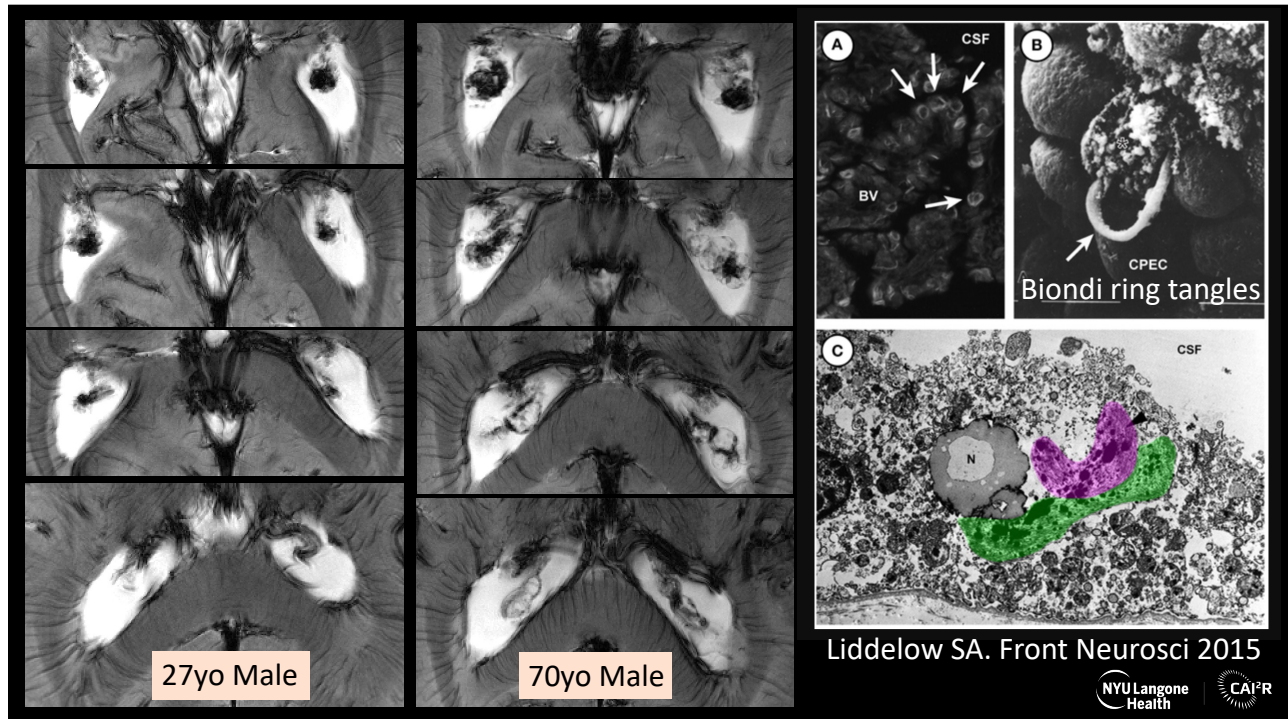 27yo Male
70yo Male
A
CSF
BV
B
CPEC
Biondi ring tangles
C
CSF
N
Liddelow SA. Front Neurosci 2015
NYU Langone
Health
CAI²R